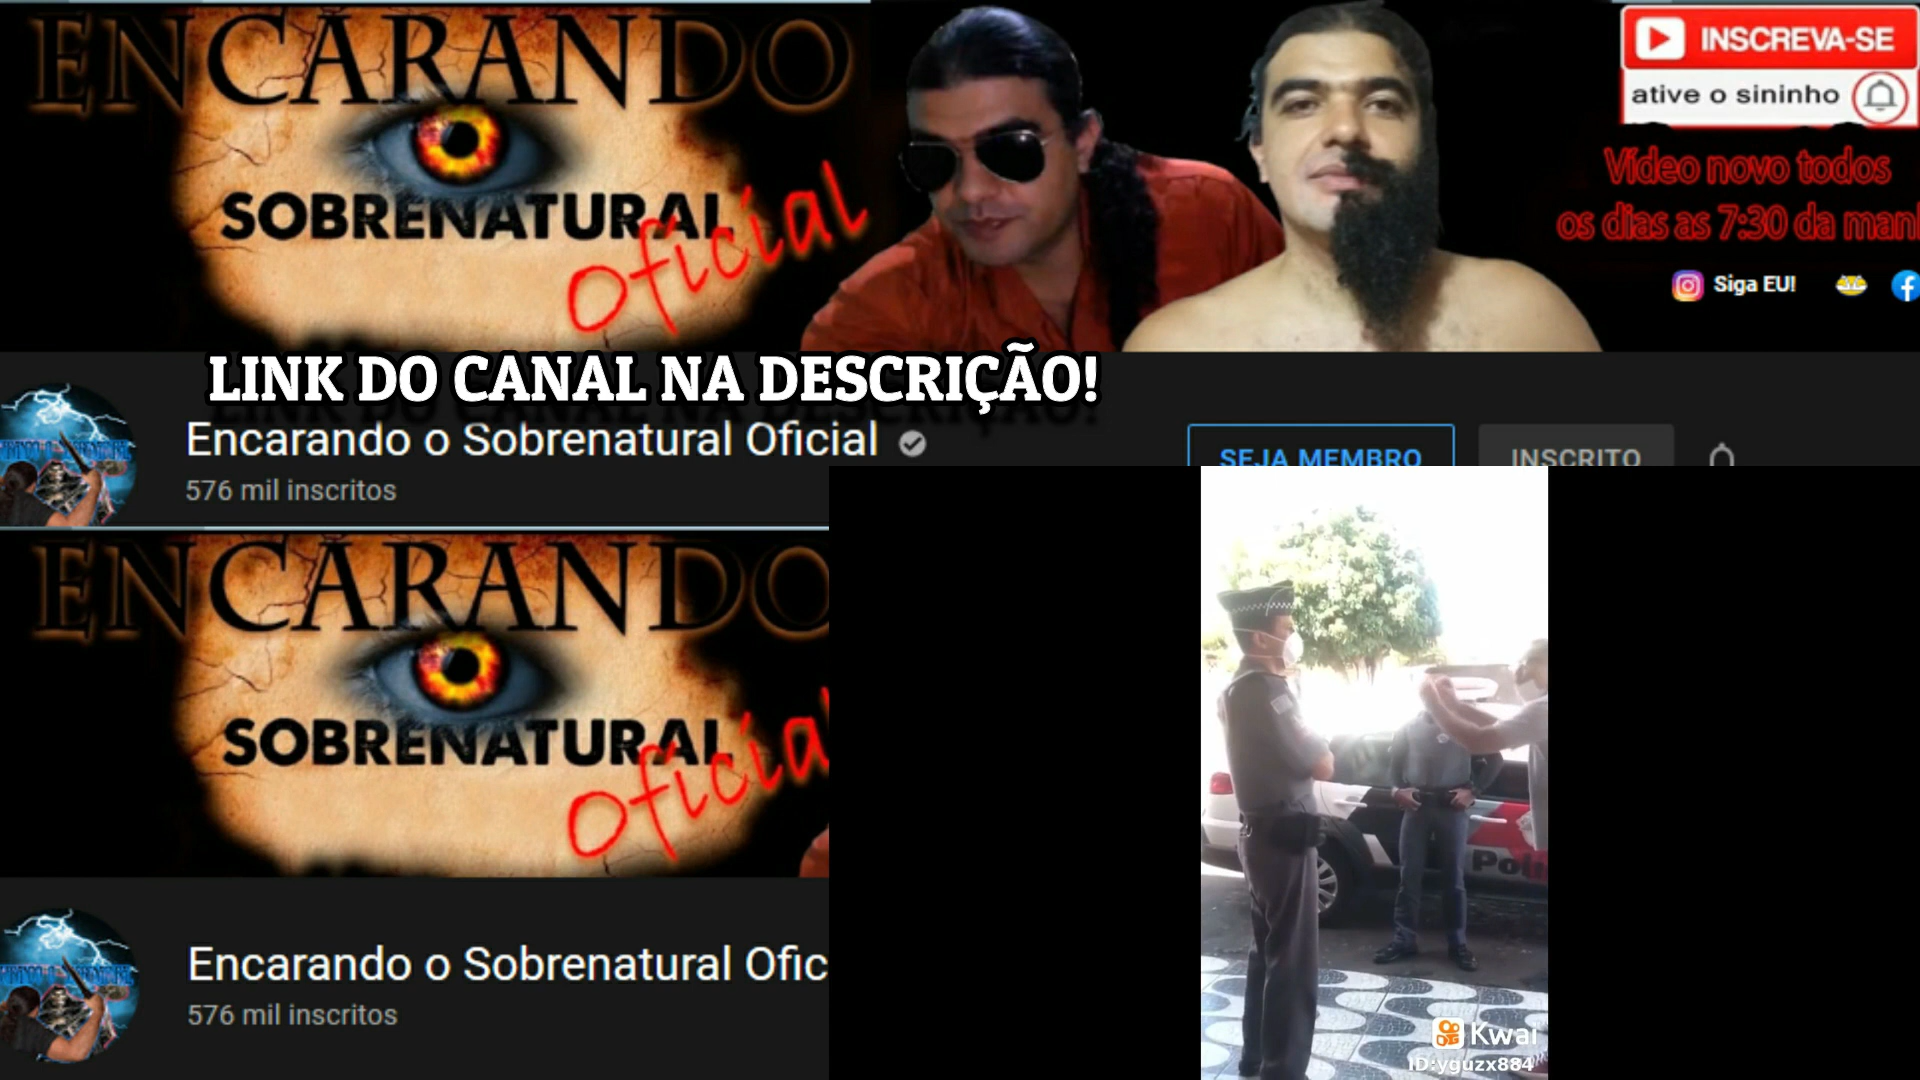 ENCARANDO
SOBRENATURAL
Oficial
INSCREVA-SE
ative o sininho
Vídeo novo todos
os dias as 7:30 da man
Siga EU!
LINK DO CANAL NA DESCRIÇÃO!
Encarando o Sobrenatural Oficial
576 mil inscritos
SEJA MEMBRO
INSCRITO
ENCARANDO
SOBRENATURAL
Oficial
Encarando o Sobrenatural Ofic
576 mil inscritos
Polí
Kwai
ID:yguzx884